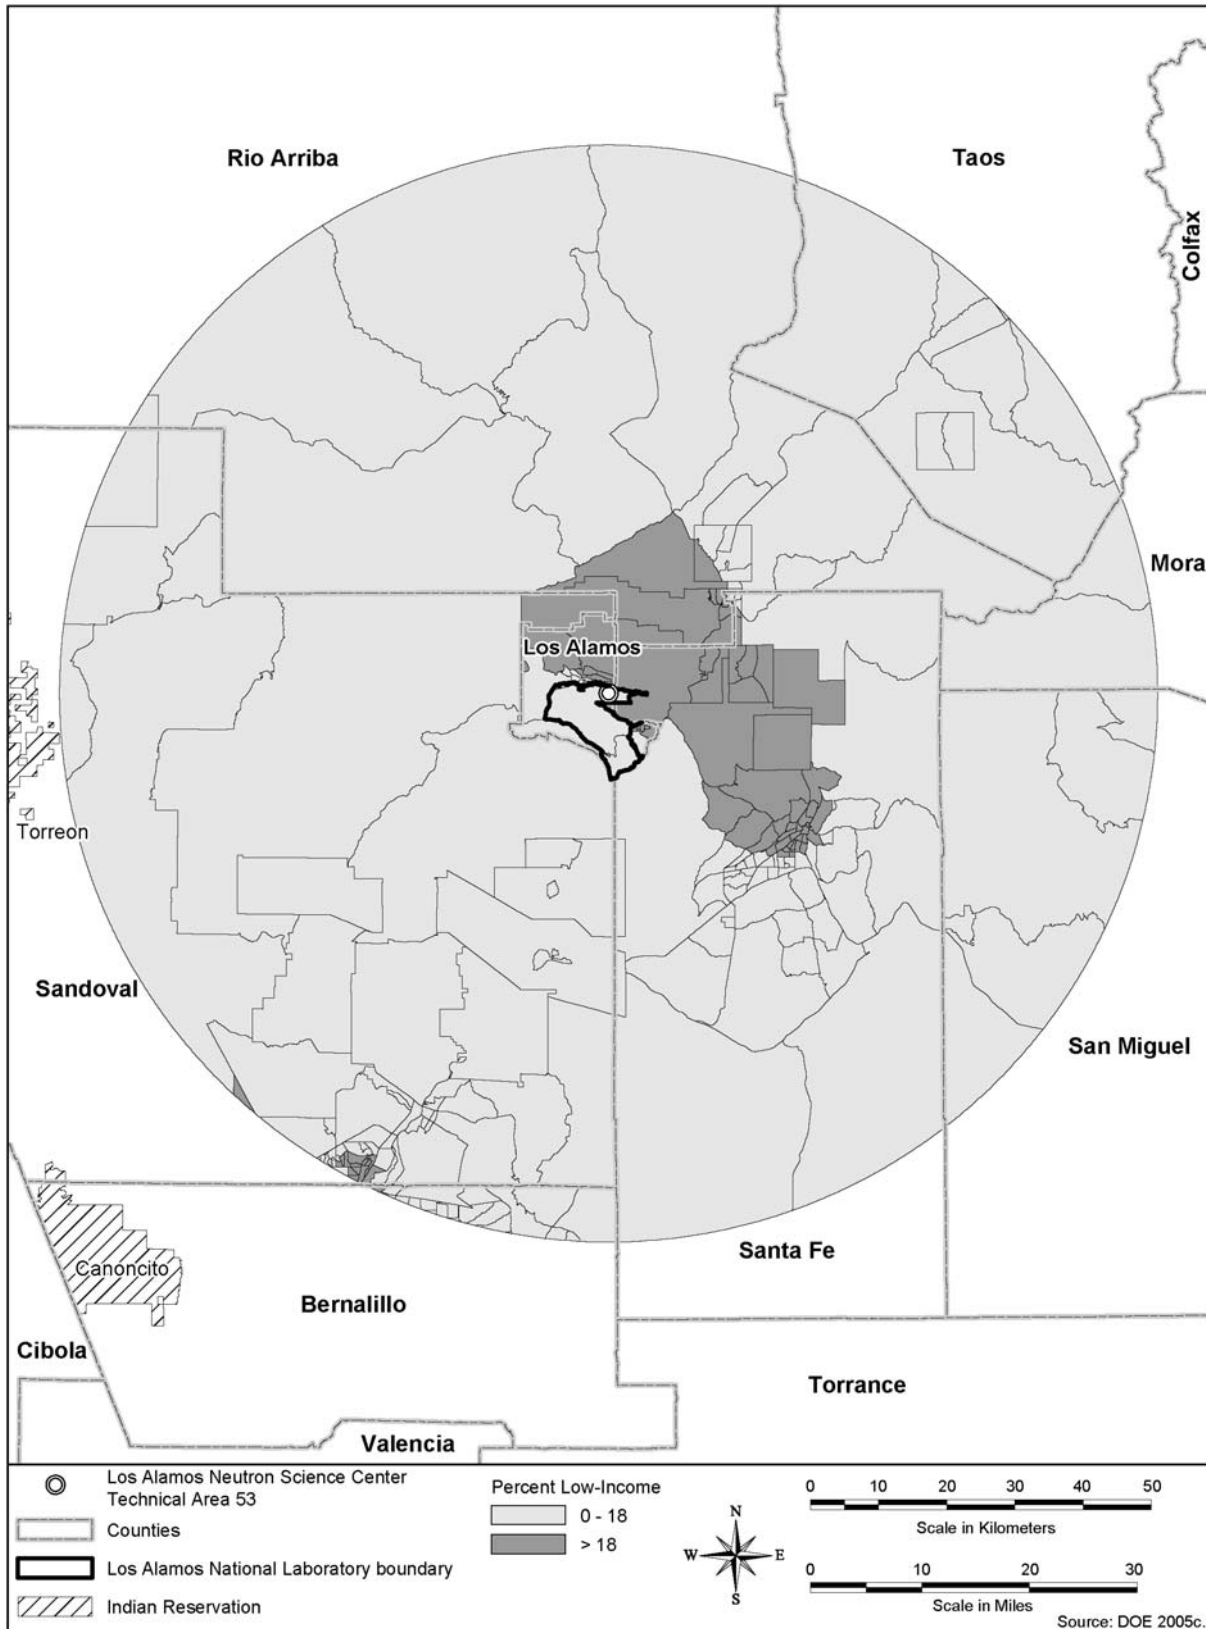 Rio Arriba
Taos
Colfax
Mora
Los Alamos
Torreon
Sandoval
San Miguel
Santa Fe
Canoncito
Bernalillo
Cibola
Torrance
Valencia
Los Alamos Neutron Science Center
Technical Area 53
Counties
Los Alamos National Laboratory boundary
Indian Reservation
Percent Low-Income
0 - 18
> 18
N
W E
S
0 10 20 30 40 50
Scale in Kilometers
0 10 20 30
Scale in Miles
Source: DOE 2005c.